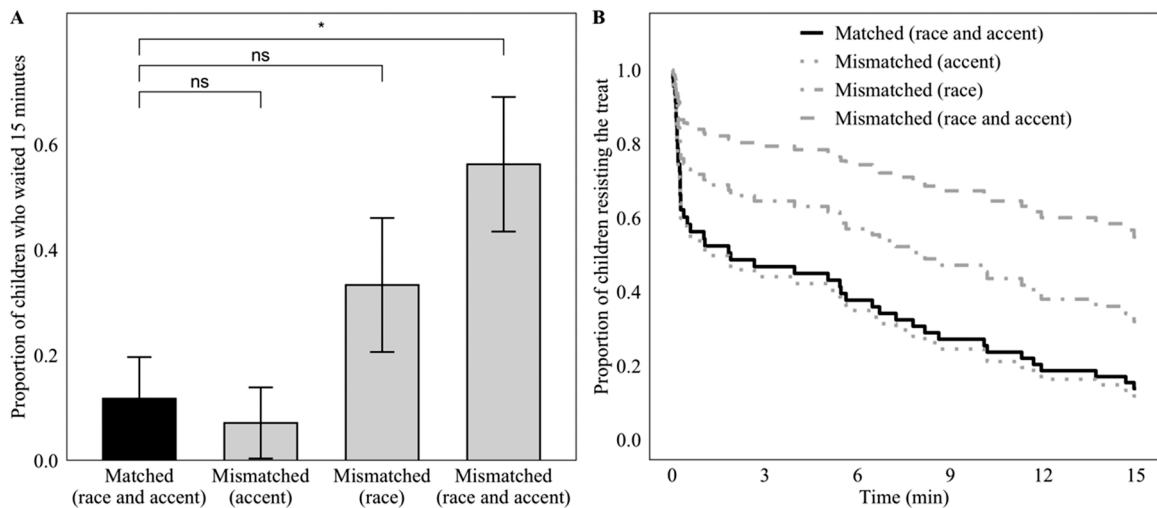 A
Proportion of children who waited 15 minutes
0.6
0.4
0.2
0.0
*
ns
ns
Matched
(race and accent)
Mismatched
(accent)
Mismatched
(race)
Mismatched
(race and accent)
B
Proportion of children resisting the treat
Matched (race and accent)
Mismatched (accent)
Mismatched (race)
Mismatched (race and accent)
1.0
0.8
0.6
0.4
0.2
0.0
0 3 6 9 12 15
Time (min)